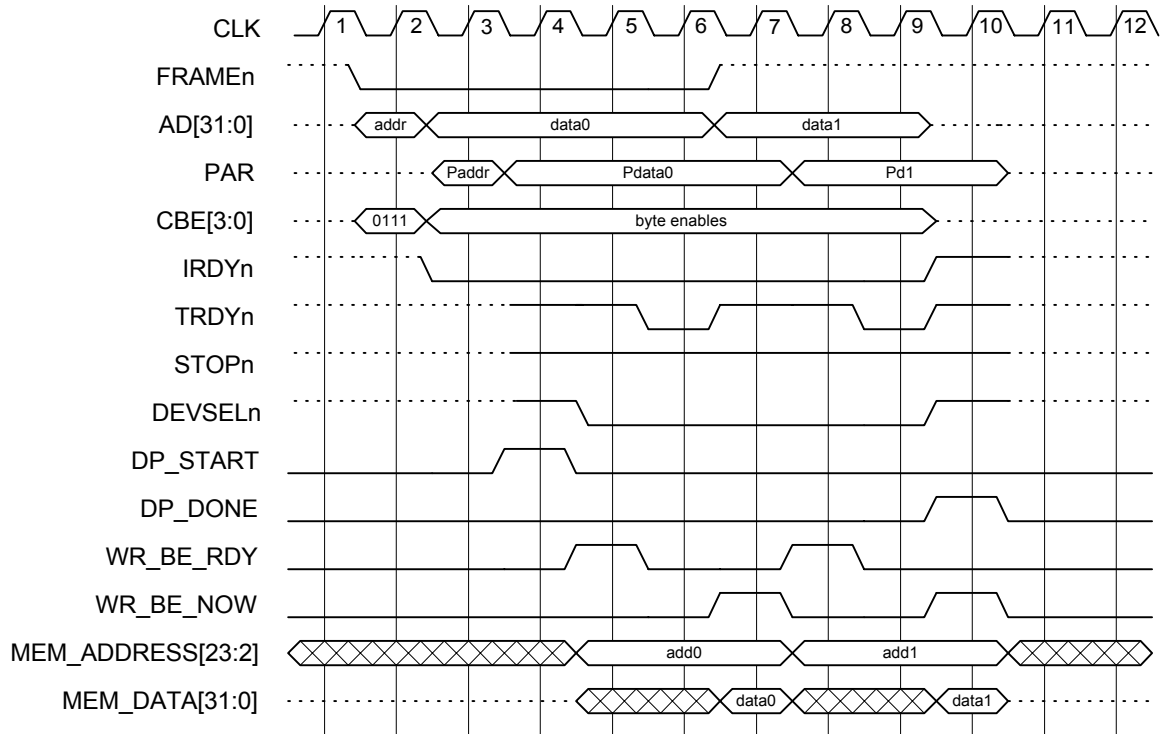 CLK 1 2 3 4 5 6 7 8 9 10 11 12
FRAMEn
AD[31:0] addr data0 data1
PAR Paddr Pdata0 Pd1
CBE[3:0] 0111 byte enables
IRDYn
TRDYn
STOPn
DEVSELn
DP_START
DP_DONE
WR_BE_RDY
WR_BE_NOW
MEM_ADDRESS[23:2] add0 add1
MEM_DATA[31:0] data0 data1